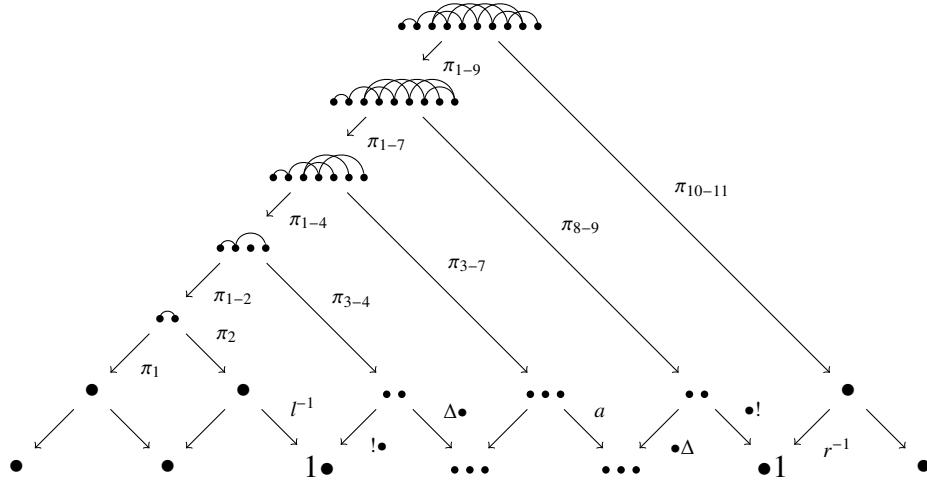 π₁₋₉
π₁₋₇
π₁₀₋₁₁
π₁₋₄
π₈₋₉
π₃₋₇
π₁₋₂
π₃₋₄
π₂
π₁
l⁻¹
Δ•
a
•!
!•
•Δ
r⁻¹
1•
•1